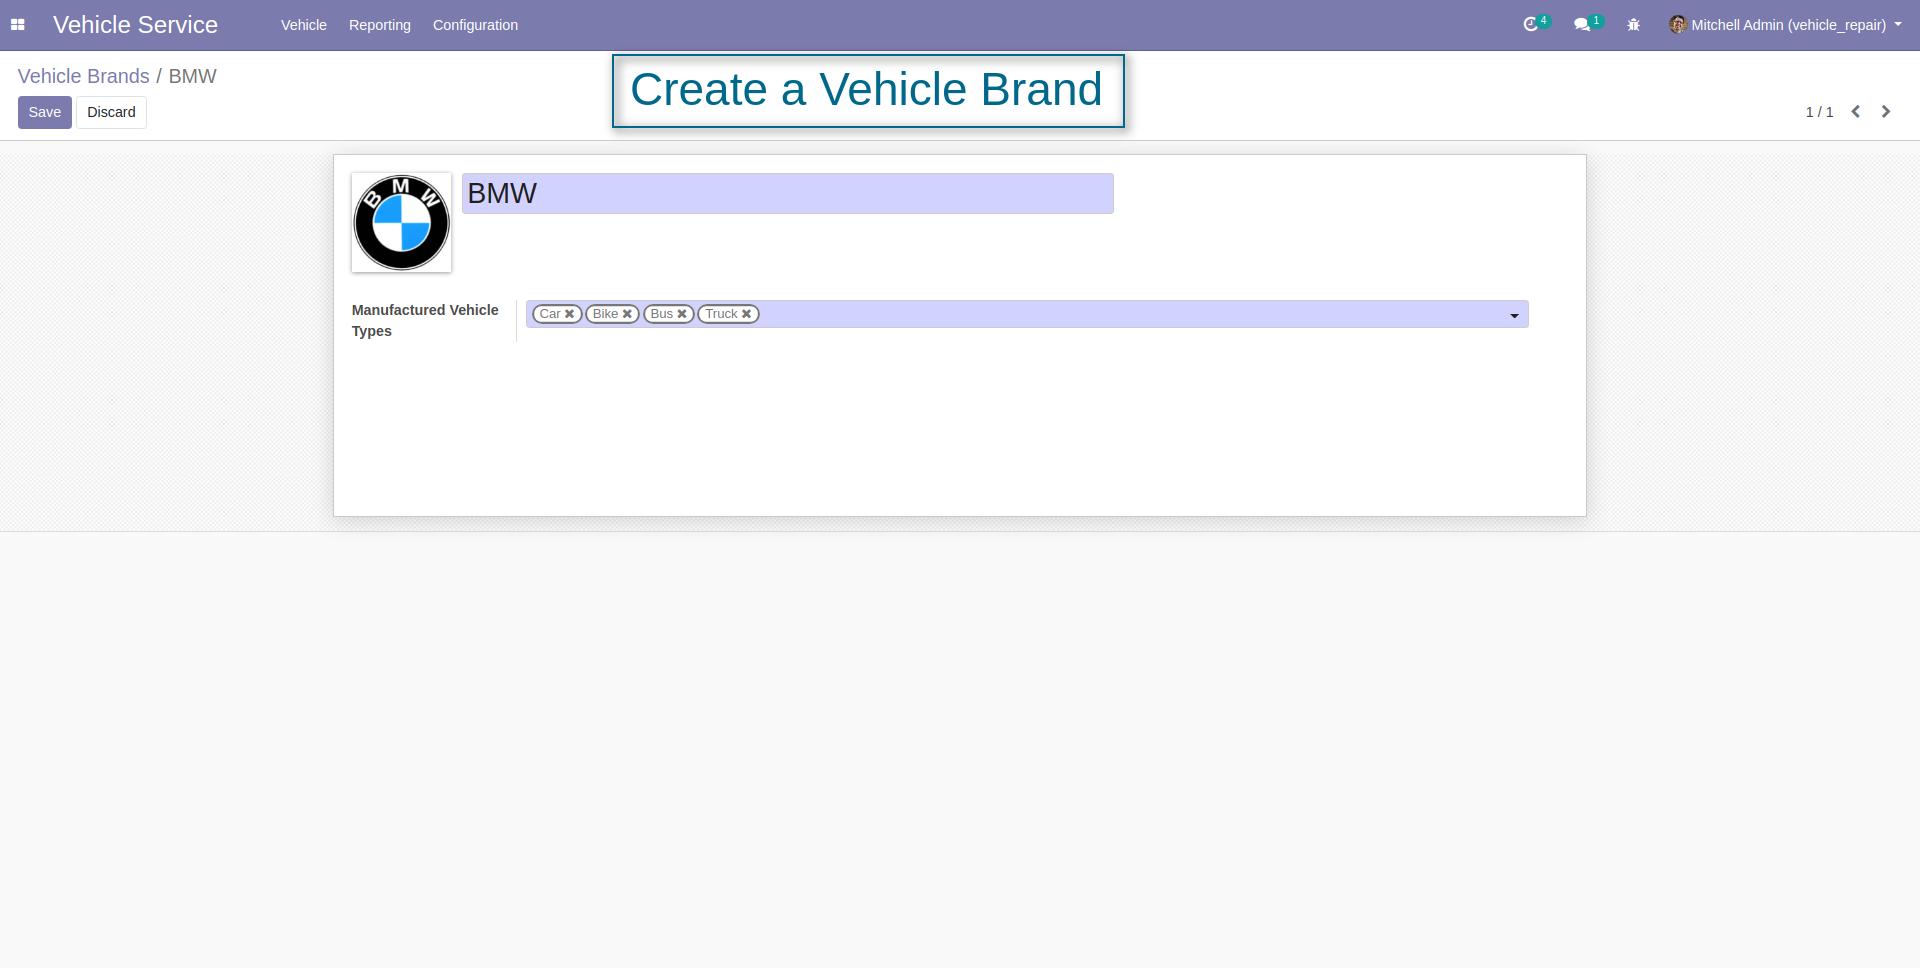 Vehicle Service Vehicle Reporting Configuration 4 1 Mitchell Admin (vehicle_repair)
Vehicle Brands / BMW
Create a Vehicle Brand
Save Discard
1 / 1
BMW
BMW
Manufactured Vehicle
Types
Car Bike Bus Truck